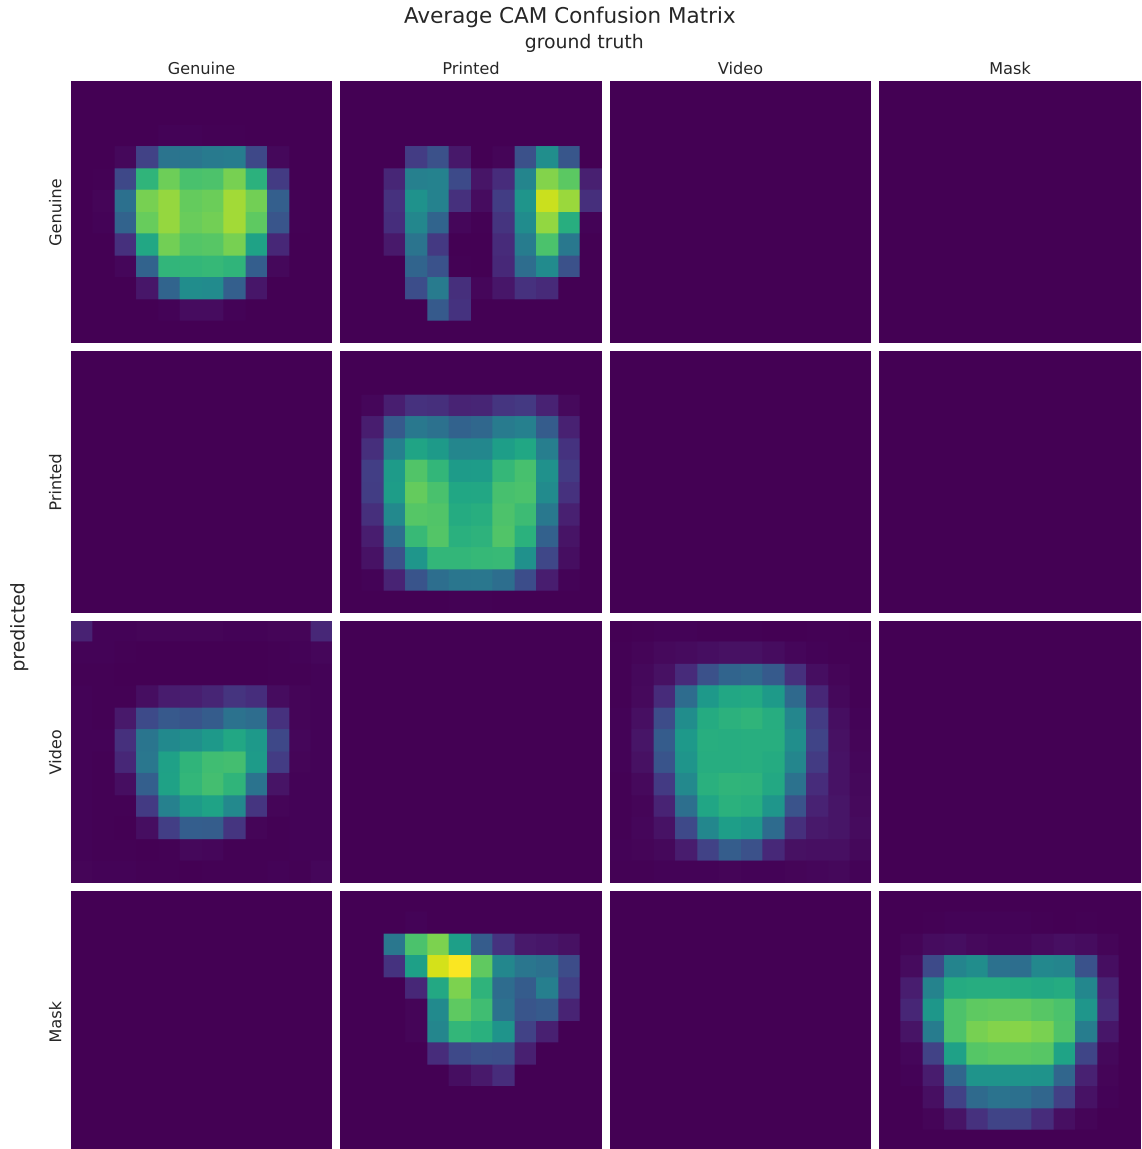 Average CAM Confusion Matrix
ground truth
Genuine Printed Video Mask
Genuine
Printed
Video
Mask
predicted